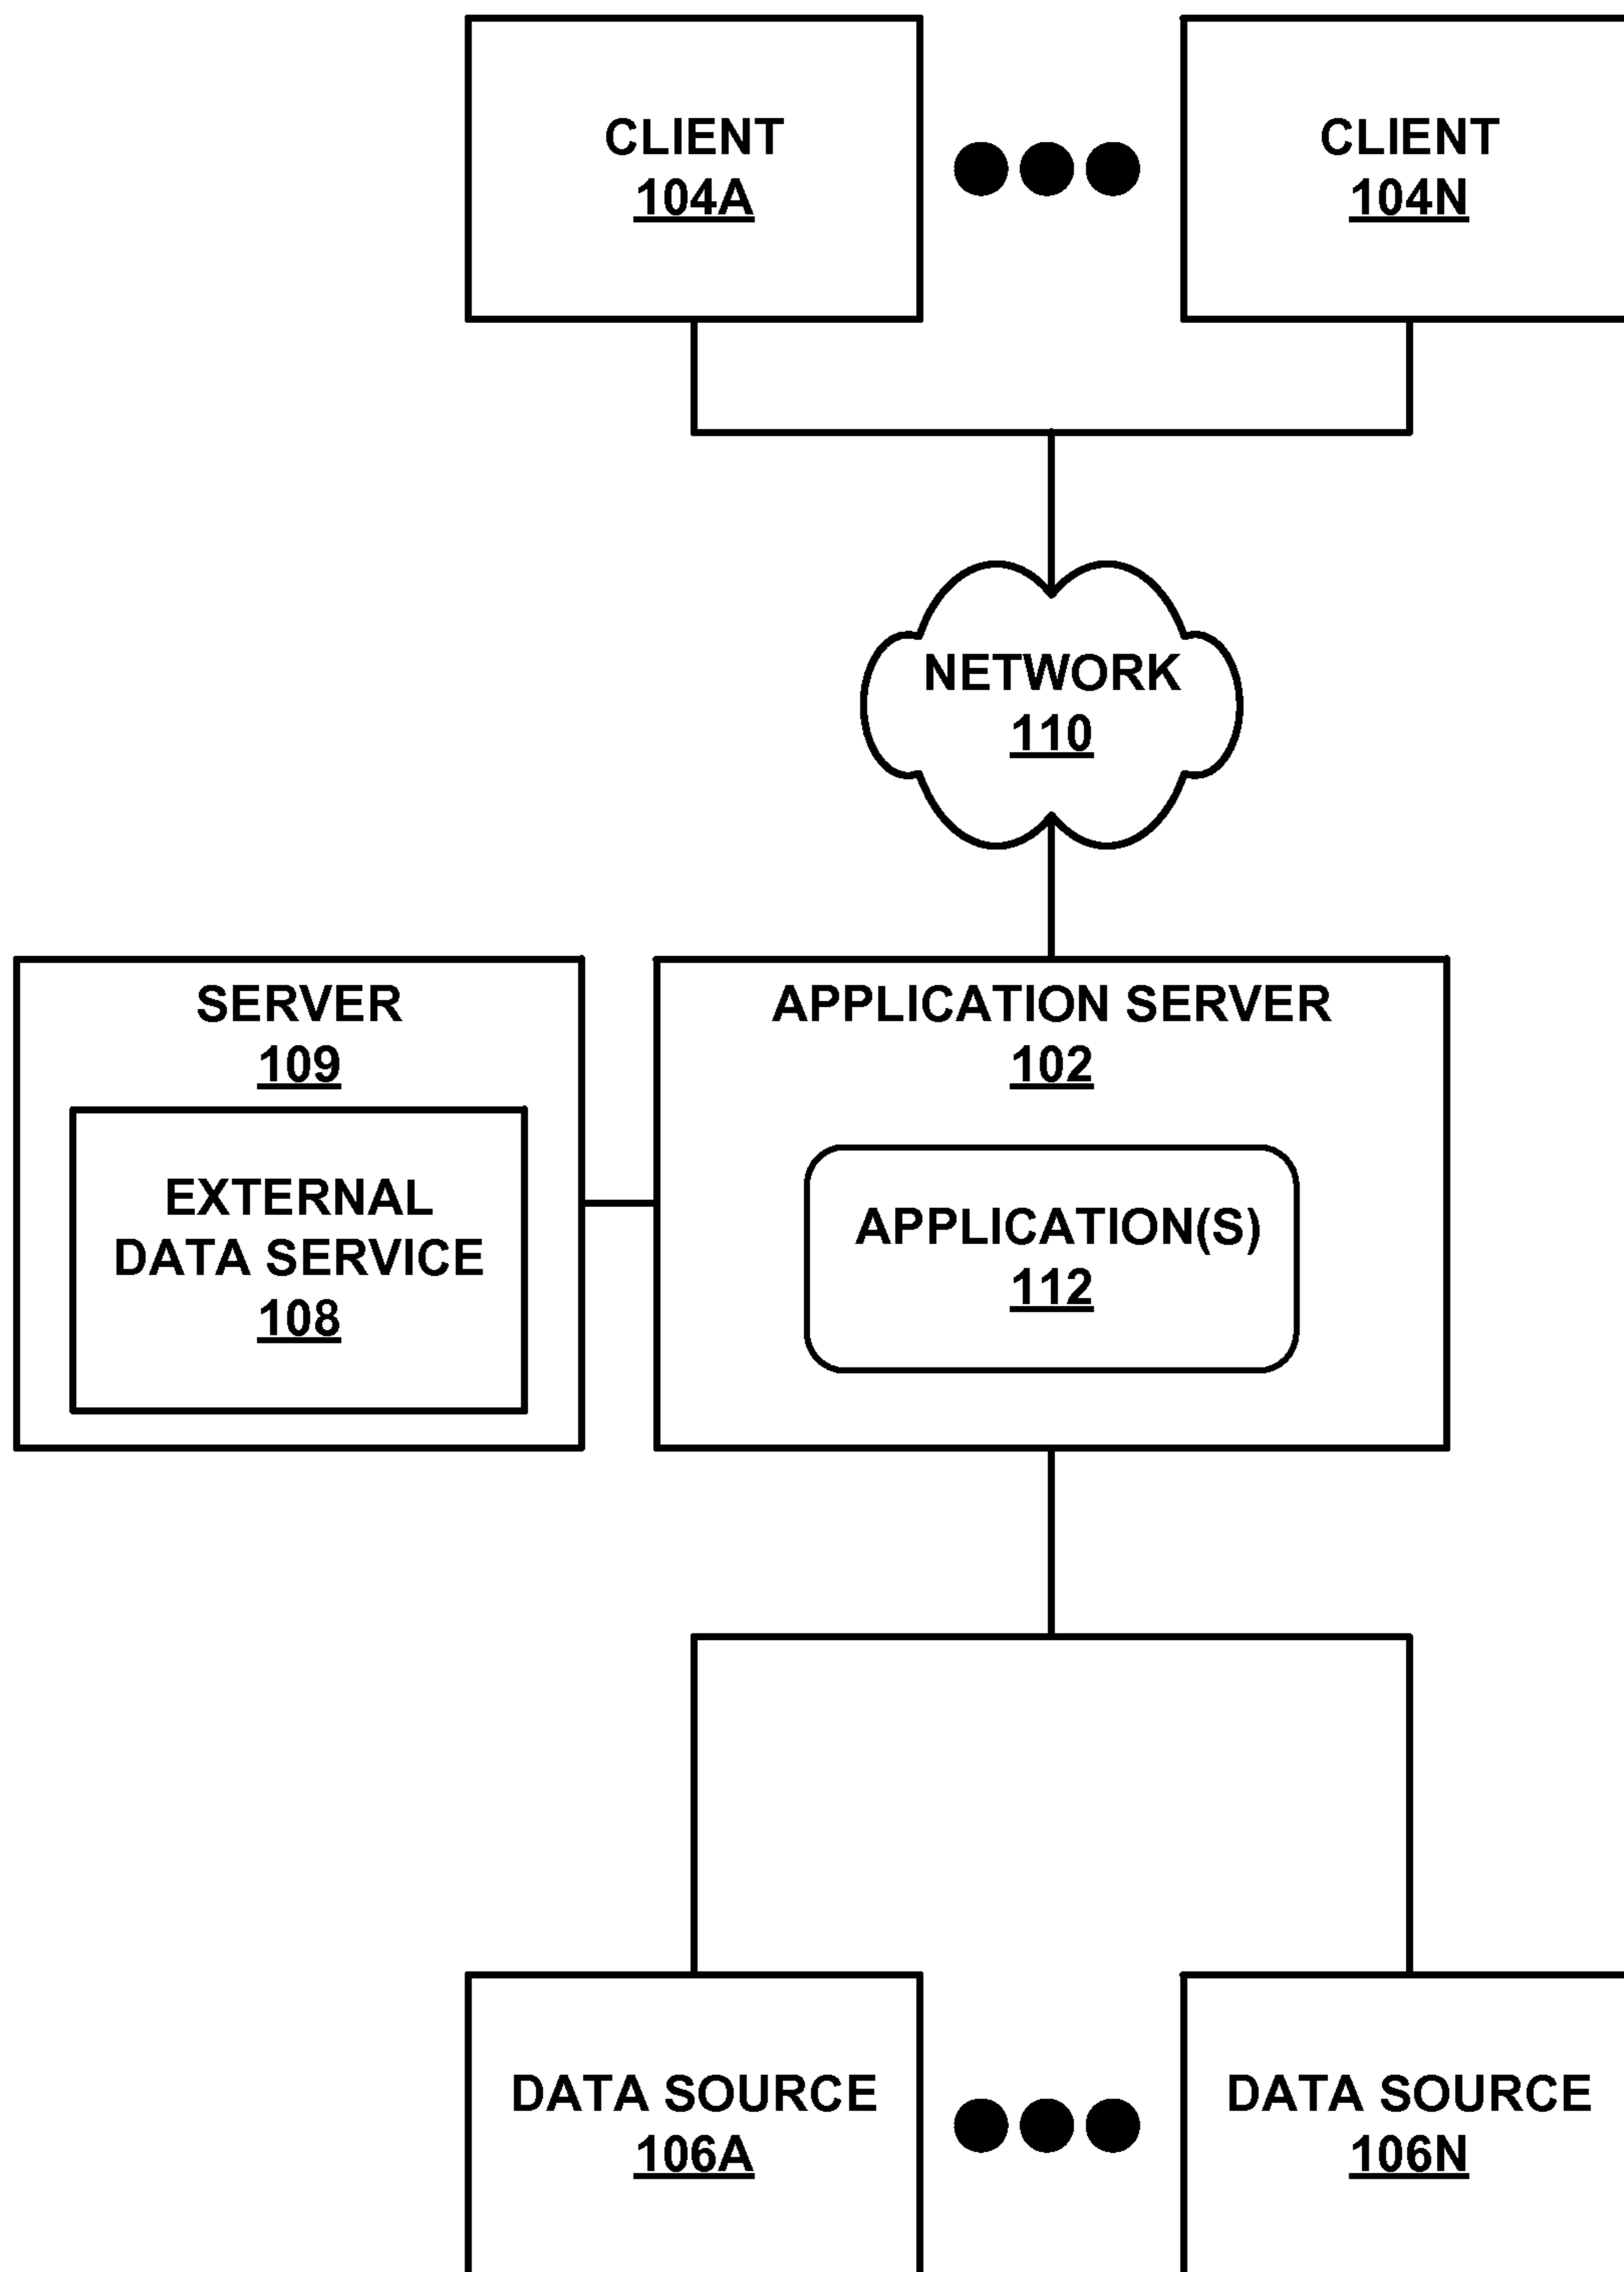 CLIENT
104A
CLIENT
104N
NETWORK
110
SERVER
109
EXTERNAL
DATA SERVICE
108
APPLICATION SERVER
102
APPLICATION(S)
112
DATA SOURCE
106A
DATA SOURCE
106N